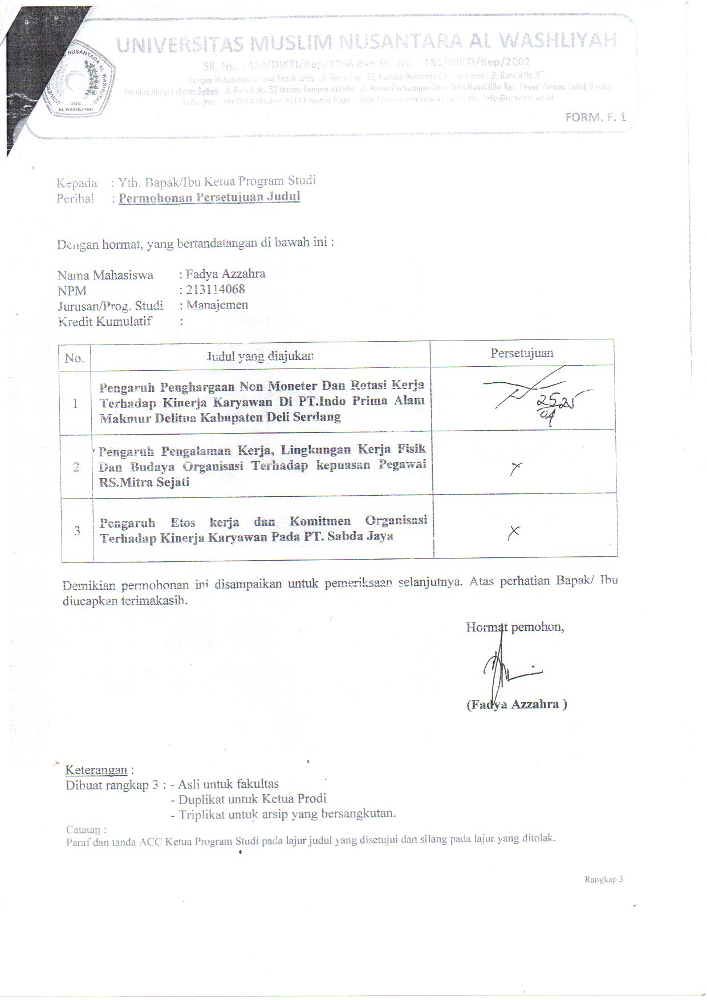 UNIVERSITAS MUSLIM NUSANTARA AL WASHLIYAH
SK. No. : 424/DIKTI/Kep/1996 dan SK. No. : 181/DIKTI/Kep/2002
Kampus Muhammad Arsyad Thalib Lubis : Jl. Garu II No. 93, Kampus Muhammad Yunus Karim : Jl. Garu II No.
Kampus Abdurrahman Syihab : Jl. Garu II No. 52 Medan, Kampus Jl. Medan Perbaungan Desa Suka Mandi Hilir Kec. Pagar Merbau, Lubuk Pakam
Telp. 7867044 Medan 20147 Home Page : http://www.umnaw.ac.id Email : info@umnaw.ac.id
FORM. F. 1
NUSANTARA AL WASHLIYAH
UMN
AL WASHLIYAH
Kepada : Yth. Bapak/Ibu Ketua Program Studi
Perihal : Permohonan Persetujuan Judul
Dengan hormat, yang bertandatangan di bawah ini :
Nama Mahasiswa : Fadya Azzahra
NPM : 213114068
Jurusan/Prog. Studi : Manajemen
Kredit Kumulatif :
No. Judul yang diajukan Persetujuan
Pengaruh Penghargaan Non Moneter Dan Rotasi Kerja
1 Terhadap Kinerja Karyawan Di PT.Indo Prima Alam
Makmur Delitua Kabupaten Deli Serdang
25 25
04
Pengaruh Pengalaman Kerja, Lingkungan Kerja Fisik
2 Dan Budaya Organisasi Terhadap kepuasan Pegawai X
RS.Mitra Sejati
Pengaruh Etos kerja dan Komitmen Organisasi
3 Terhadap Kinerja Karyawan Pada PT. Sabda Jaya X
Demikian permohonan ini disampaikan untuk pemeriksaan selanjutnya. Atas perhatian Bapak/ Ibu
diucapkan terimakasih.
Hormat pemohon,
(Fadya Azzahra )
Keterangan :
Dibuat rangkap 3 : - Asli untuk fakultas
- Duplikat untuk Ketua Prodi
- Triplikat untuk arsip yang bersangkutan.
Catatan :
Paraf dan tanda ACC Ketua Program Studi pada lajur judul yang disetujui dan silang pada lajur yang ditolak.
Rangkap 3